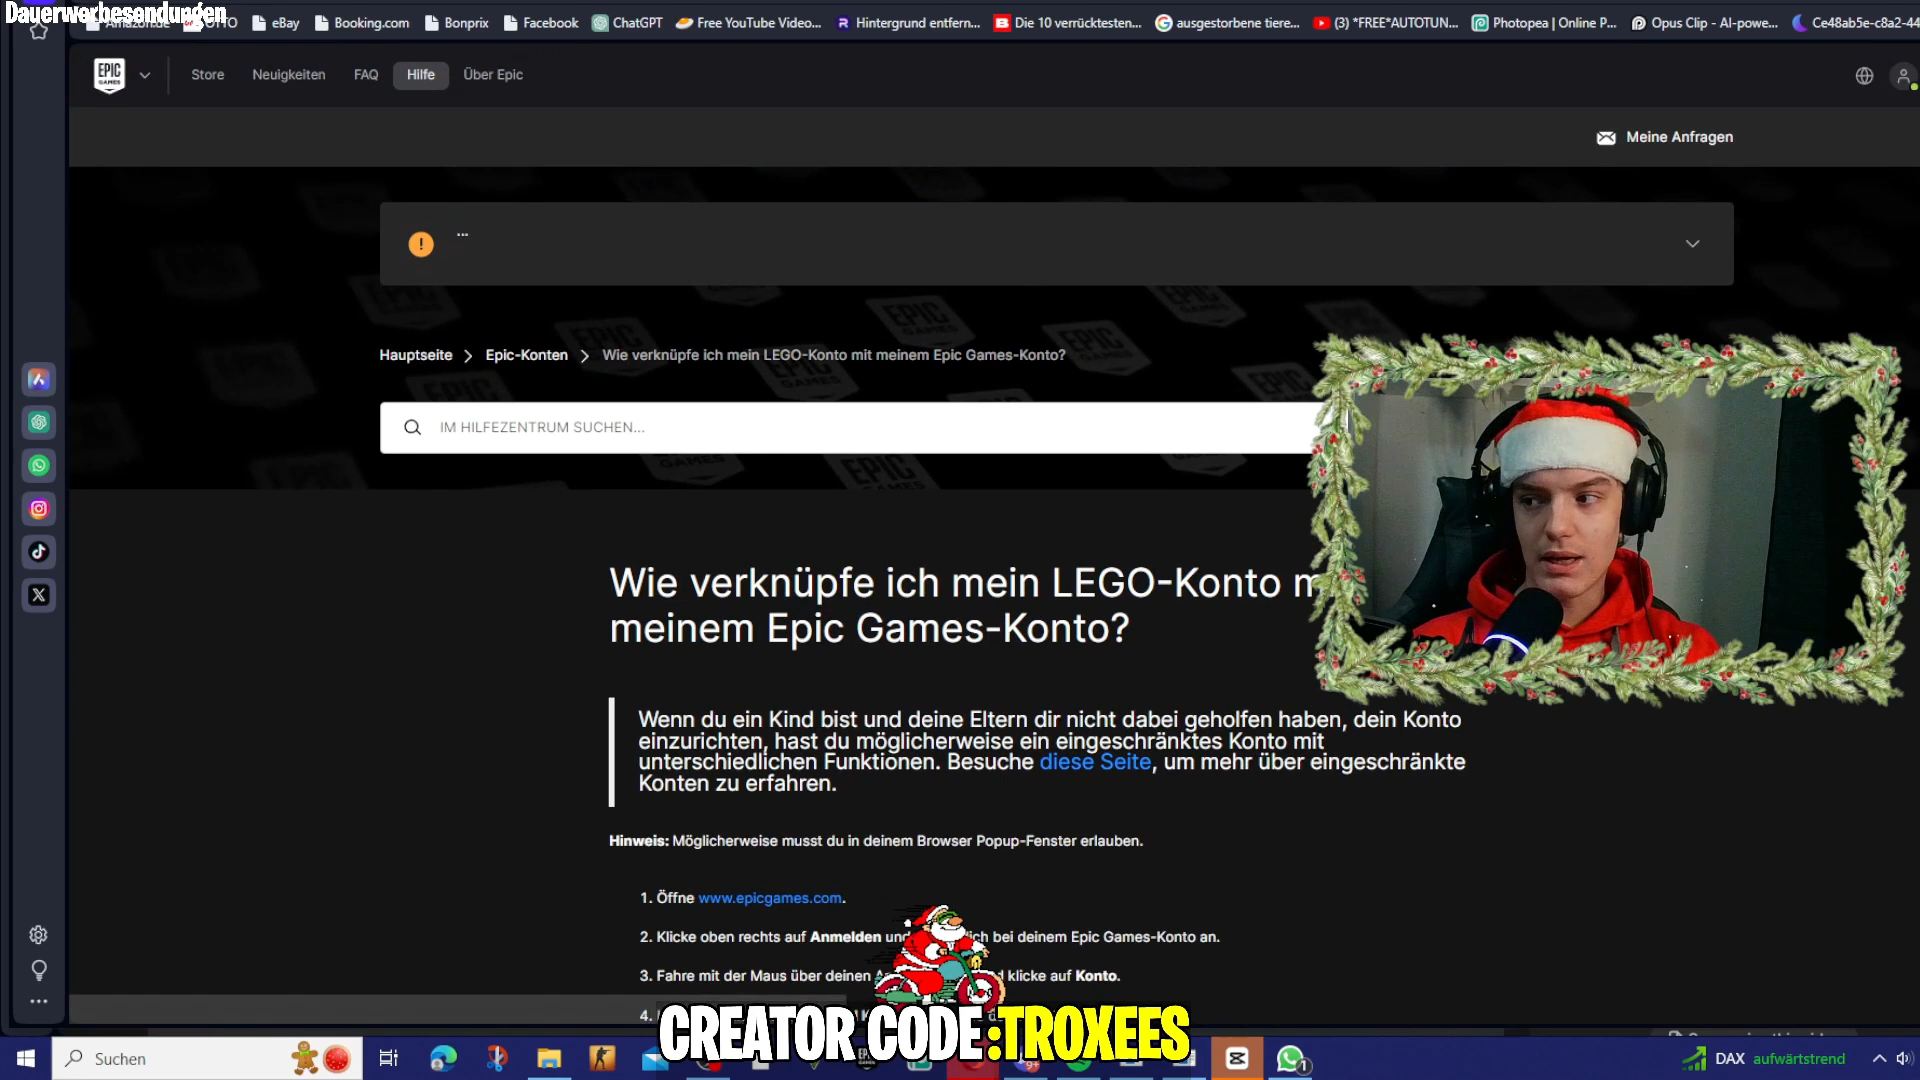 Dauerwerbesendungen
Amazon.de
OTTO
eBay
Booking.com
Bonprix
Facebook
ChatGPT
Free YouTube Video...
Hintergrund entfern...
Die 10 verrücktesten...
ausgestorbene tiere...
(3) *FREE*AUTOTUN...
Photopea | Online P...
Opus Clip - AI-powe...
Ce48ab5e-c8a2-44
EPIC GAMES
Store
Neuigkeiten
FAQ
Hilfe
Über Epic
Meine Anfragen
...
Hauptseite > Epic-Konten > Wie verknüpfe ich mein LEGO-Konto mit meinem Epic Games-Konto?
IM HILFEZENTRUM SUCHEN...
Wie verknüpfe ich mein LEGO-Konto m
meinem Epic Games-Konto?
Wenn du ein Kind bist und deine Eltern dir nicht dabei geholfen haben, dein Konto
einzurichten, hast du möglicherweise ein eingeschränktes Konto mit
unterschiedlichen Funktionen. Besuche diese Seite, um mehr über eingeschränkte
Konten zu erfahren.
Hinweis: Möglicherweise musst du in deinem Browser Popup-Fenster erlauben.
1. Öffne www.epicgames.com.
2. Klicke oben rechts auf Anmelden und ich bei deinem Epic Games-Konto an.
3. Fahre mit der Maus über deinen klicke auf Konto.
4.
CREATOR CODE:TROXEES
Suchen
DAX aufwärtstrend